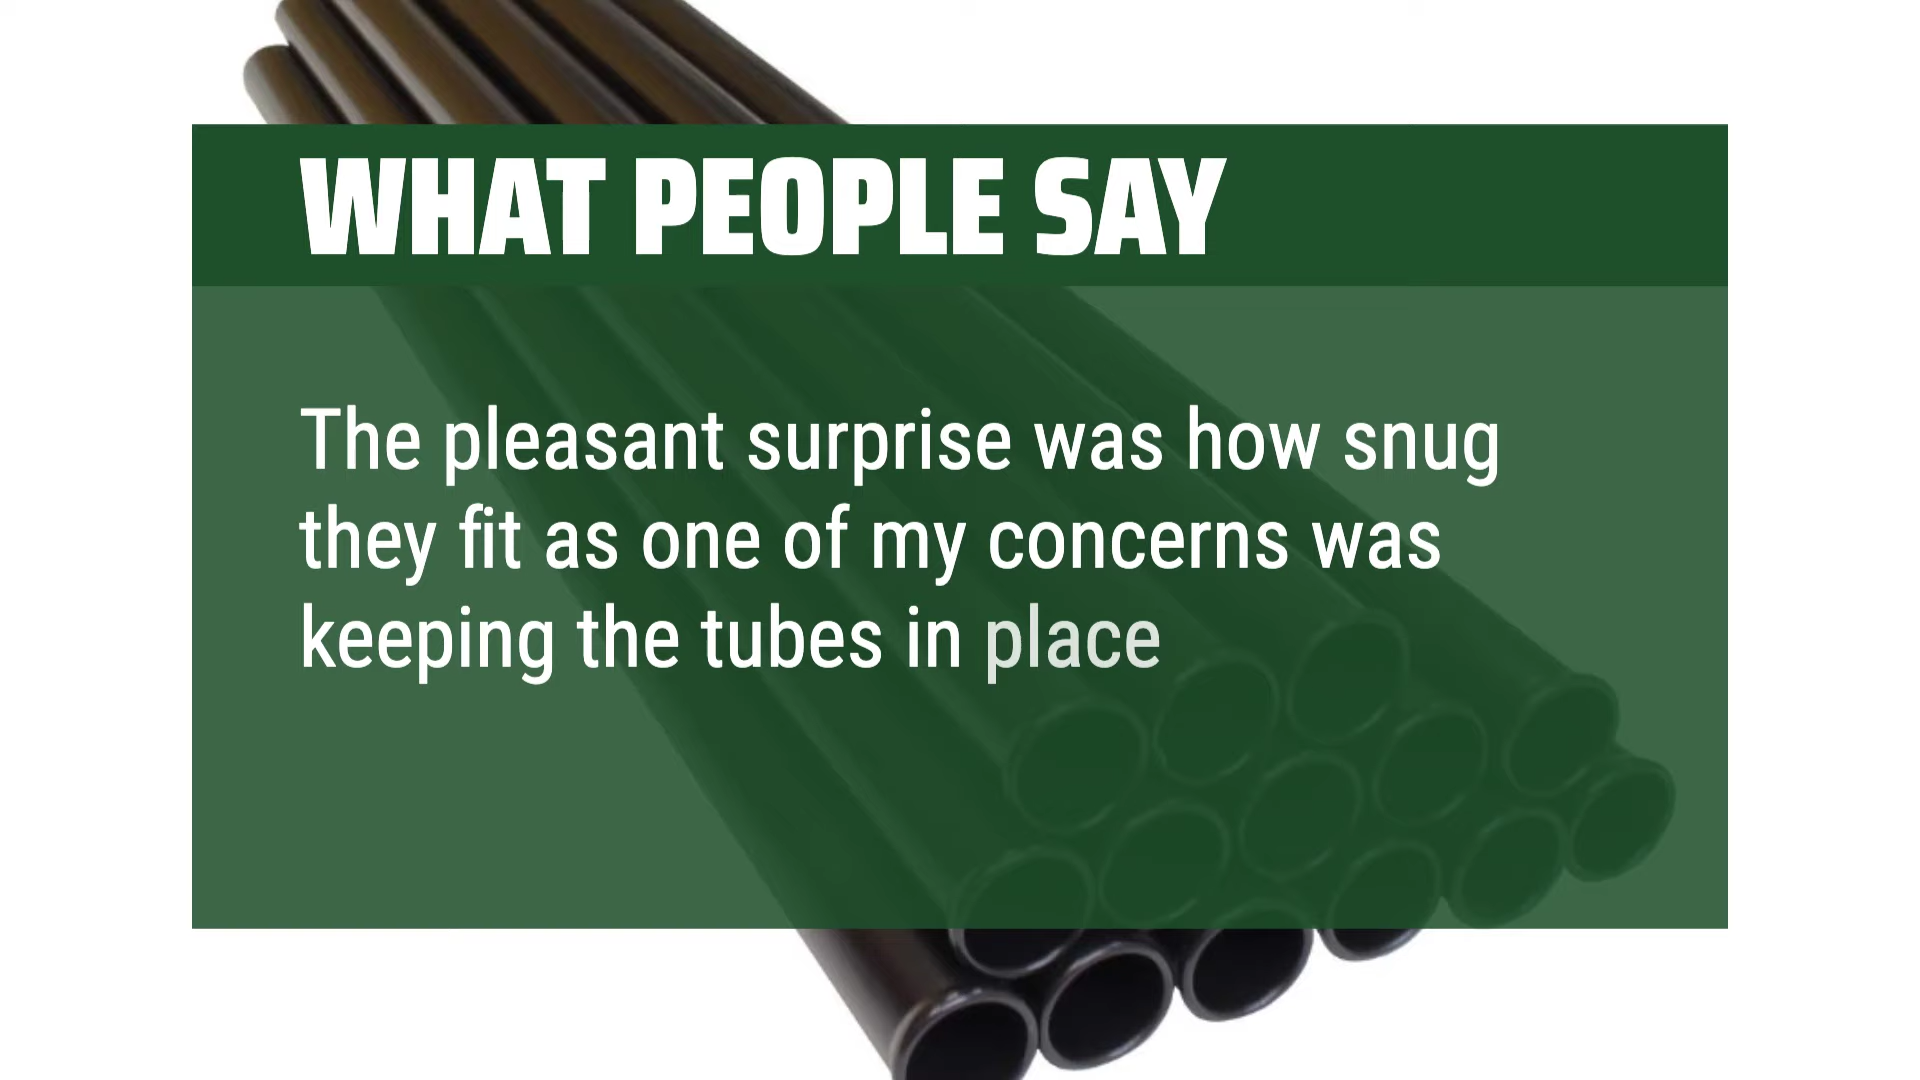 WHAT PEOPLE SAY
The pleasant surprise was how snug
they fit as one of my concerns was
keeping the tubes in place